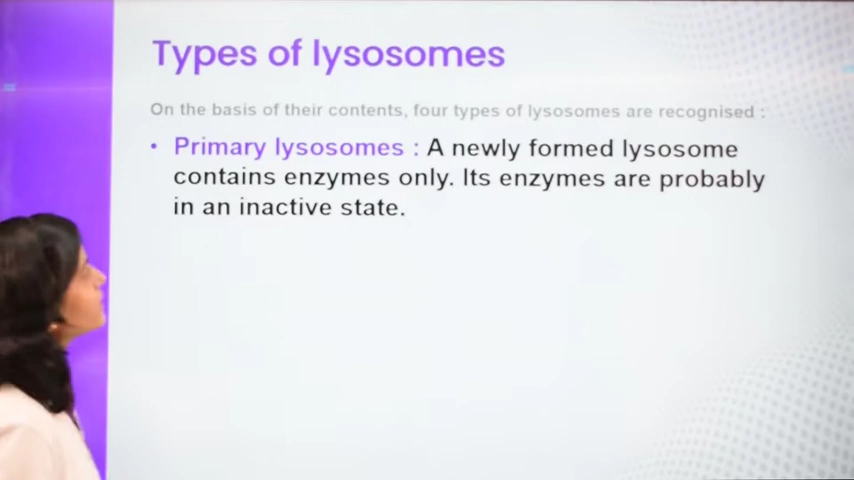 Types of lysosomes
On the basis of their contents, four types of lysosomes are recognised :
• Primary lysosomes : A newly formed lysosome
contains enzymes only. Its enzymes are probably
in an inactive state.